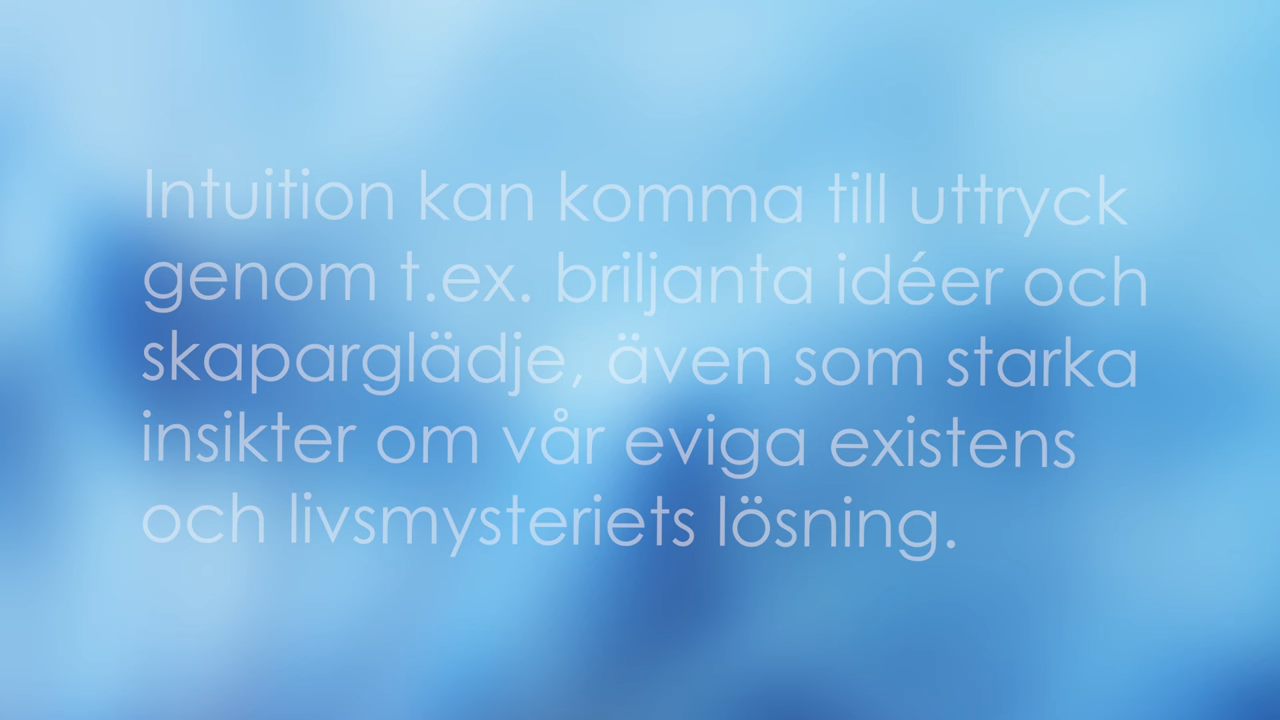 Intuition kan komma till uttryck
genom t.ex. briljanta idéer och
skaparglädje, även som starka
insikter om vår eviga existens
och livsmysteriets lösning.